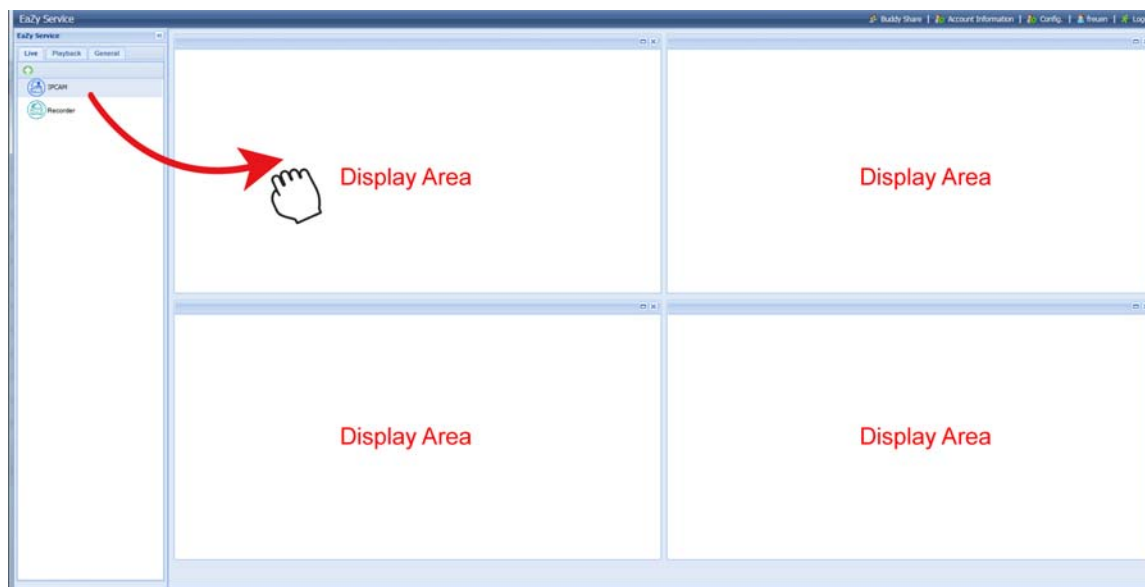 EaZy Service
Buddy Share | Account Information | Config. | freuen | Log
EaZy Service
Live Playback General
IPCAM
Recorder
Display Area
Display Area
Display Area
Display Area